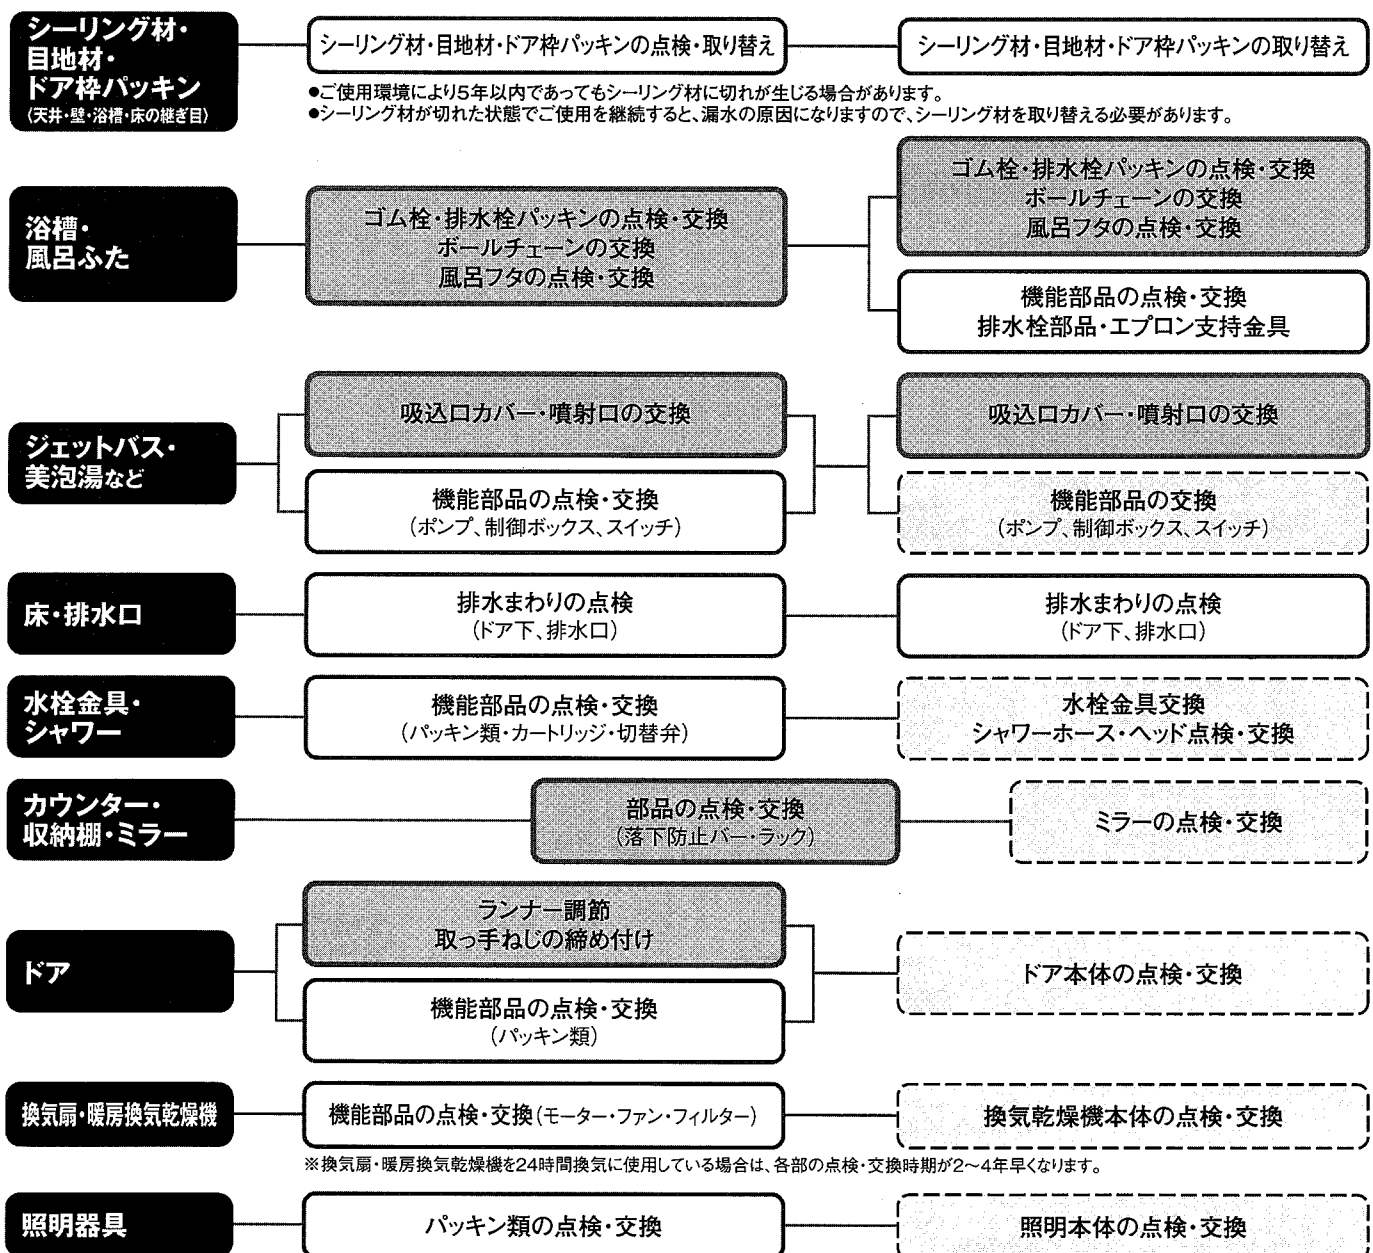 シーリング材・
目地材・
ドア枠パッキン
(天井・壁・浴槽・床の継ぎ目)
シーリング材・目地材・ドア枠パッキンの点検・取り替え
シーリング材・目地材・ドア枠パッキンの取り替え
●ご使用環境により5年以内であってもシーリング材に切れが生じる場合があります。
●シーリング材が切れた状態でご使用を継続すると、漏水の原因になりますので、シーリング材を取り替える必要があります。
浴槽・
風呂ふた
ゴム栓・排水栓パッキンの点検・交換
ボールチェーンの交換
風呂フタの点検・交換
ゴム栓・排水栓パッキンの点検・交換
ボールチェーンの交換
風呂フタの点検・交換
機能部品の点検・交換
排水栓部品・エプロン支持金具
ジェットバス・
美泡湯など
吸込口カバー・噴射口の交換
機能部品の点検・交換
(ポンプ、制御ボックス、スイッチ)
吸込口カバー・噴射口の交換
機能部品の交換
(ポンプ、制御ボックス、スイッチ)
床・排水口
排水まわりの点検
(ドア下、排水口)
排水まわりの点検
(ドア下、排水口)
水栓金具・
シャワー
機能部品の点検・交換
(パッキン類・カートリッジ・切替弁)
水栓金具交換
シャワーホース・ヘッド点検・交換
カウンター・
収納棚・ミラー
部品の点検・交換
(落下防止バー・ラック)
ミラーの点検・交換
ドア
ランナー調節
取っ手ねじの締め付け
機能部品の点検・交換
(パッキン類)
ドア本体の点検・交換
換気扇・暖房換気乾燥機
機能部品の点検・交換(モーター・ファン・フィルター)
換気乾燥機本体の点検・交換
※換気扇・暖房換気乾燥機を24時間換気に使用している場合は、各部の点検・交換時期が2～4年早くなります。
照明器具
パッキン類の点検・交換
照明本体の点検・交換